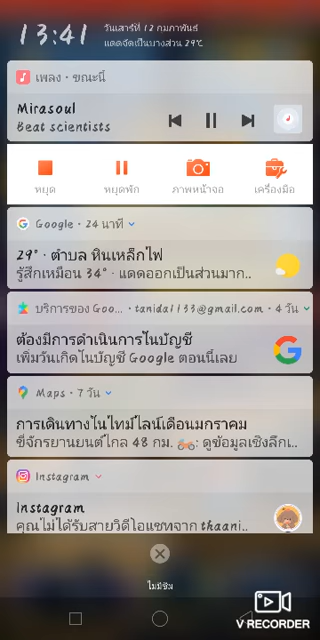 13:41
วันเสาร์ที่ 12 กุมภาพันธ์
แดดจัดเป็นบางส่วน 29℃
เพลง • ขณะนี้
Mirasoul
Beat scientists
หยุด
หยุดพัก
ภาพหน้าจอ
เครื่องมือ
Google • 24 นาที
29° · ตำบล หินเหล็กไฟ
รู้สึกเหมือน 34° · แดดออกเป็นส่วนมาก..
บริการของ Goo... • tanida1133@gmail.com • 4 วัน
ต้องมีการดำเนินการในบัญชี
เพิ่มวันเกิดในบัญชี Google ตอนนี้เลย
Maps • 7 วัน
การเดินทางในไทม์ไลน์เดือนมกราคม
ขี่จักรยานยนต์ไกล 48 กม. 🏍: ดูข้อมูลเชิงลึกเ..
Instagram
Instagram
คุณไม่ได้รับสายวิดีโอแชทจาก thaani..
ไม่มีซิม
V RECORDER